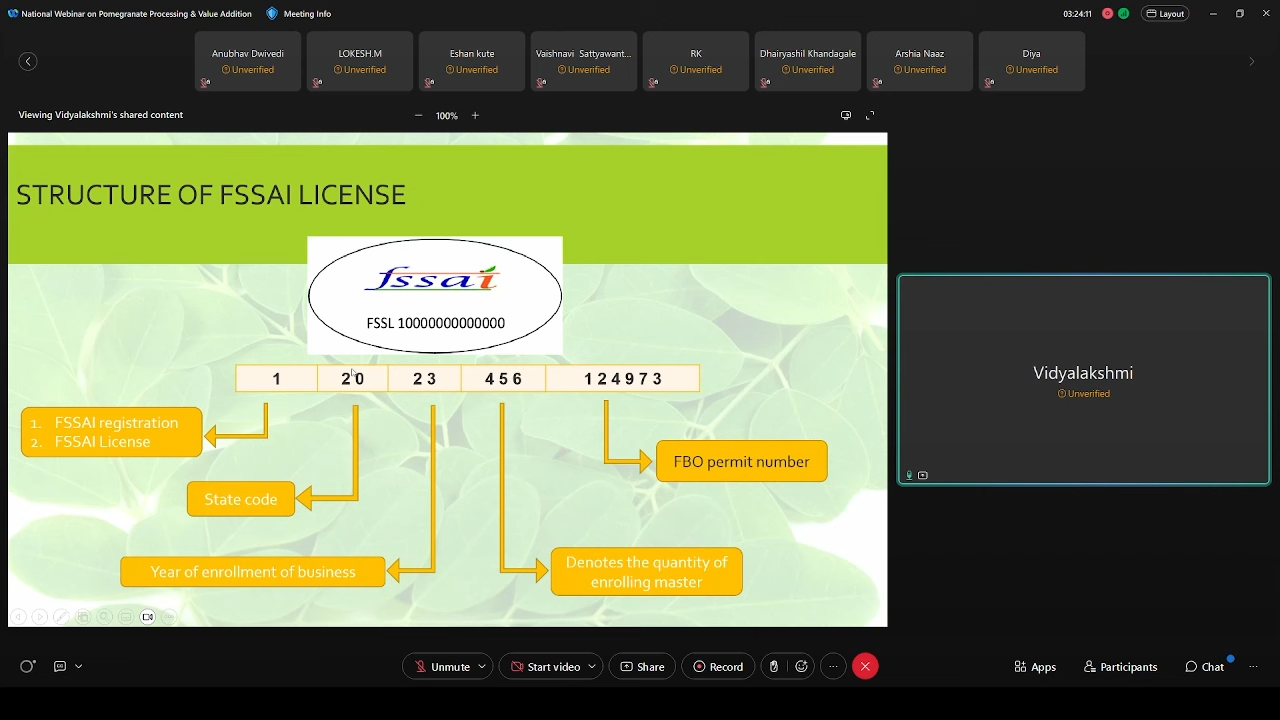 National Webinar on Pomegranate Processing & Value Addition
Meeting Info
03:24:11
Layout
Anubhav Dwivedi
Unverified
LOKESH.M
Unverified
Eshan kute
Unverified
Vaishnavi Sattyawant...
Unverified
RK
Unverified
Dhairyashil Khandagale
Unverified
Arshia Naaz
Unverified
Diya
Unverified
Viewing Vidyalakshmi's shared content
100%
STRUCTURE OF FSSAI LICENSE
fssai
FSSL 10000000000000
1 20 23 456 124973
1. FSSAI registration
2. FSSAI License
State code
Year of enrollment of business
FBO permit number
Denotes the quantity of
enrolling master
Vidyalakshmi
Unverified
Unmute
Start video
Share
Record
Apps
Participants
Chat